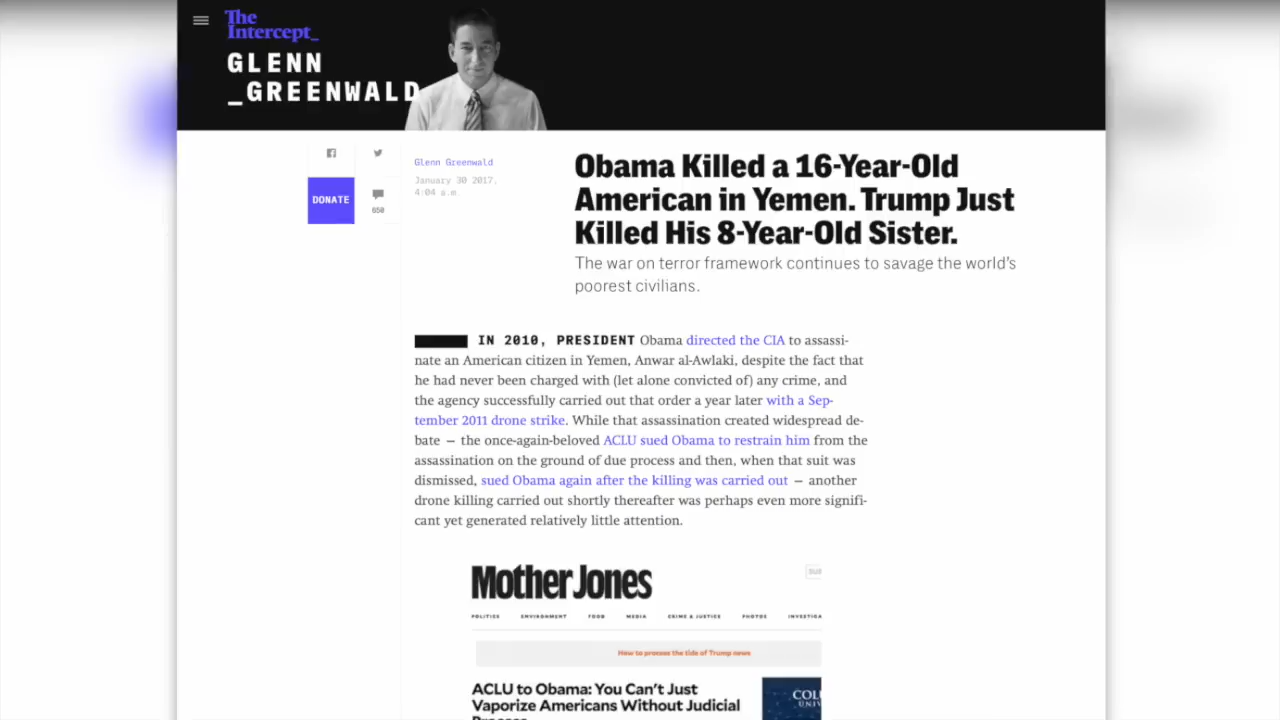 The
Intercept_
GLENN
_GREENWALD
DONATE
650
Glenn Greenwald
January 30 2017,
4:04 a.m.
Obama Killed a 16-Year-Old
American in Yemen. Trump Just
Killed His 8-Year-Old Sister.
The war on terror framework continues to savage the world's
poorest civilians.
IN 2010, PRESIDENT Obama directed the CIA to assassi-
nate an American citizen in Yemen, Anwar al-Awlaki, despite the fact that
he had never been charged with (let alone convicted of) any crime, and
the agency successfully carried out that order a year later with a Sep-
tember 2011 drone strike. While that assassination created widespread de-
bate — the once-again-beloved ACLU sued Obama to restrain him from the
assassination on the ground of due process and then, when that suit was
dismissed, sued Obama again after the killing was carried out — another
drone killing carried out shortly thereafter was perhaps even more signifi-
cant yet generated relatively little attention.
Mother Jones
SUB
POLITICS ENVIRONMENT FOOD MEDIA CRIME & JUSTICE PHOTOS INVESTIGA
How to process the tide of Trump news
ACLU to Obama: You Can't Just
Vaporize Americans Without Judicial
Process
COLU
UNIV